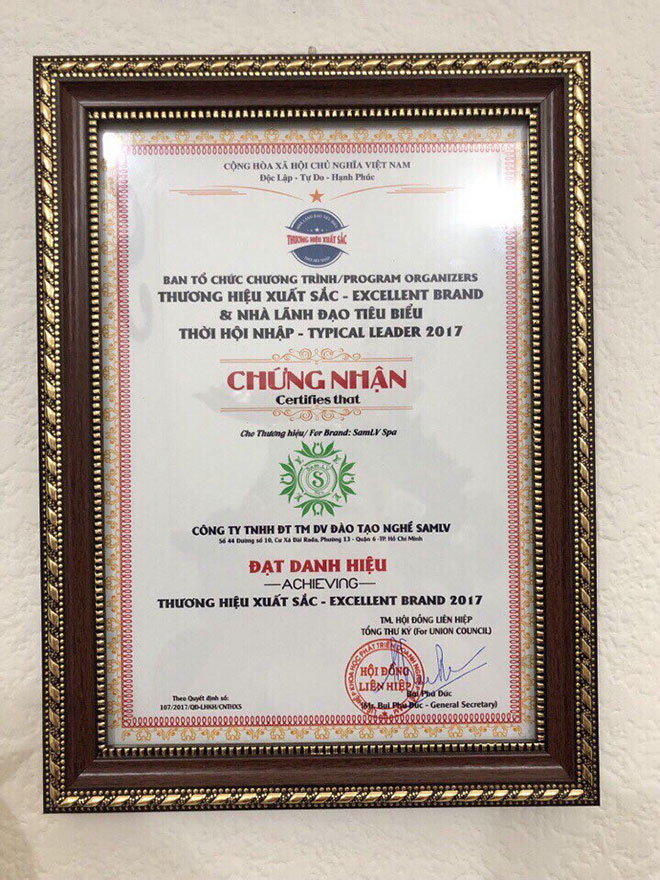 CỘNG HÒA XÃ HỘI CHỦ NGHĨA VIỆT NAM
Độc Lập - Tự Do - Hạnh Phúc
THƯƠNG HIỆU XUẤT SẮC
BAN TỔ CHỨC CHƯƠNG TRÌNH/PROGRAM ORGANIZERS
THƯƠNG HIỆU XUẤT SẮC - EXCELLENT BRAND
& NHÀ LÃNH ĐẠO TIÊU BIỂU
THỜI HỘI NHẬP - TYPICAL LEADER 2017
CHỨNG NHẬN
Certifies that
Cho Thương hiệu/ For Brand: SamLV Spa
S
CÔNG TY TNHH ĐT TM DV ĐÀO TẠO NGHỀ SAMLV
Số 44 Đường số 10, Cư Xá Đài Rada, Phường 13 - Quận 6 -TP. Hồ Chí Minh
ĐẠT DANH HIỆU
ACHIEVING
THƯƠNG HIỆU XUẤT SẮC - EXCELLENT BRAND 2017
TM. HỘI ĐỒNG LIÊN HIỆP
TỔNG THƯ KÝ (For UNION COUNCIL)
HỘI ĐỒNG
LIÊN HIỆP
Bùi Phú Đức
(Mr. Bui Phu Duc - General Secretary)
Theo Quyết định số:
107/2017/QĐ-LHKH/CNTHXS